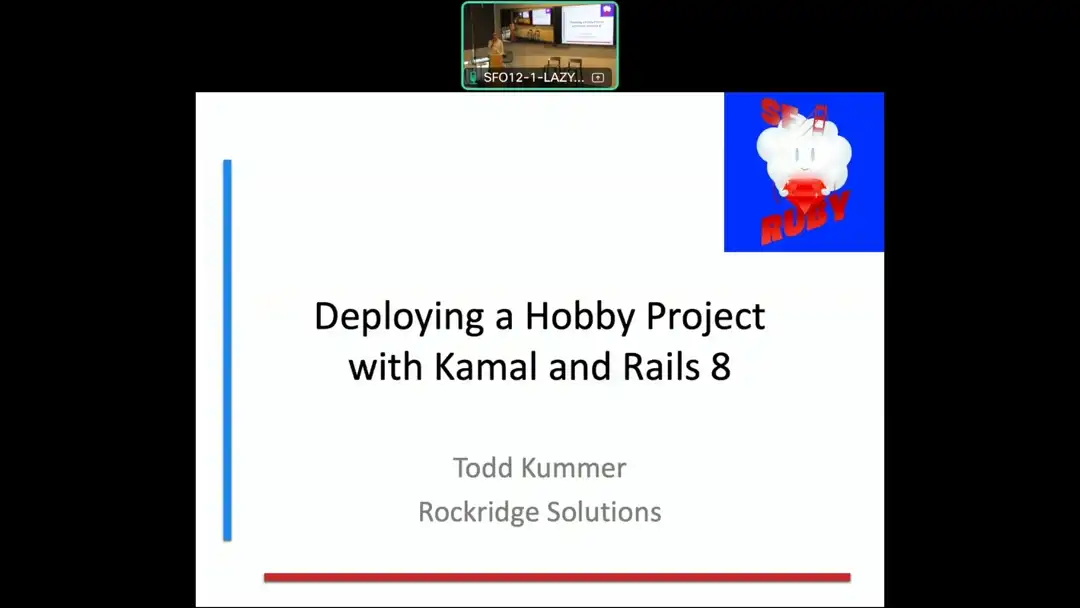 SFO12-1-LAZY...
SF
RUBY
Deploying a Hobby Project
with Kamal and Rails 8
Todd Kummer
Rockridge Solutions